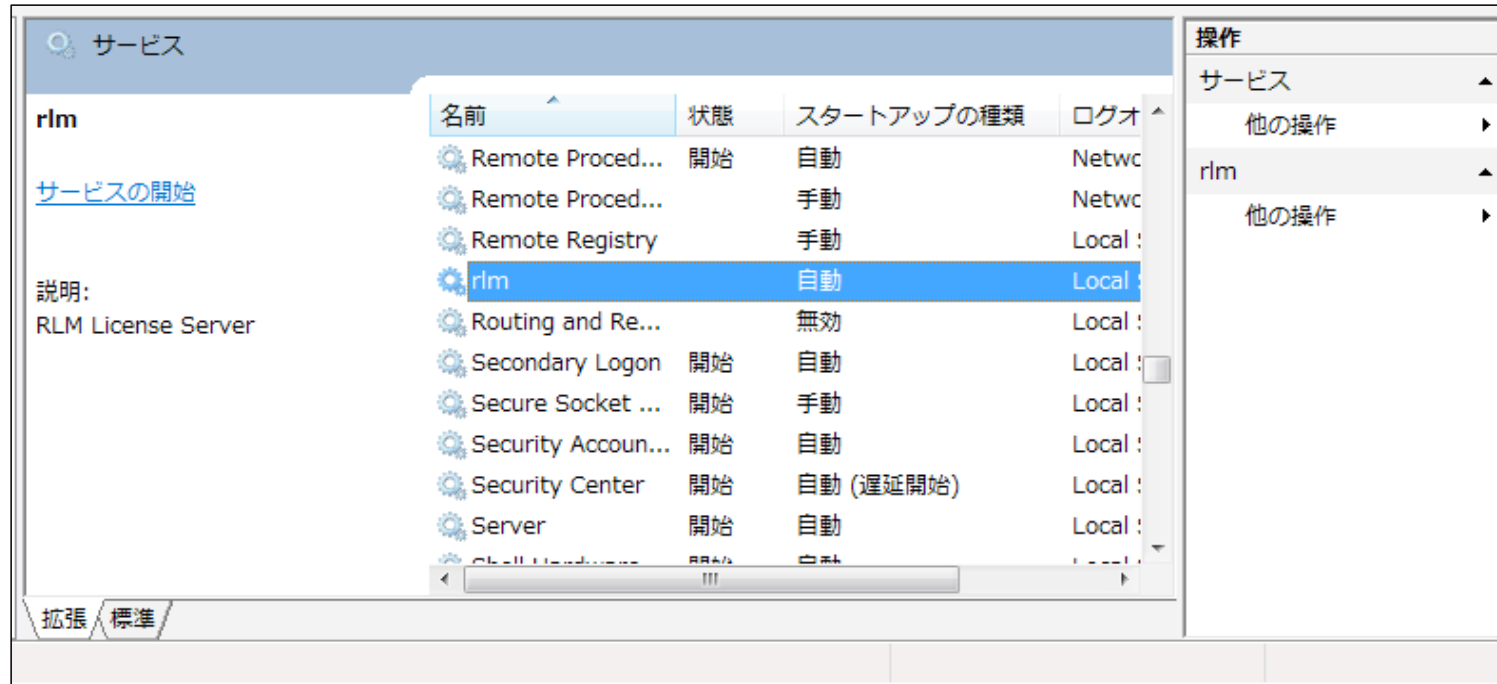 サービス
rlm
サービスの開始
説明:
RLM License Server
名前 状態 スタートアップの種類 ログオ
Remote Proced... 開始 自動 Netwo
Remote Proced... 手動 Netwo
Remote Registry 手動 Local
rlm 自動 Local
Routing and Re... 無効 Local
Secondary Logon 開始 自動 Local
Secure Socket ... 開始 手動 Local
Security Accoun... 開始 自動 Local
Security Center 開始 自動 (遅延開始) Local
Server 開始 自動 Local
拡張 標準
操作
サービス
他の操作
rlm
他の操作